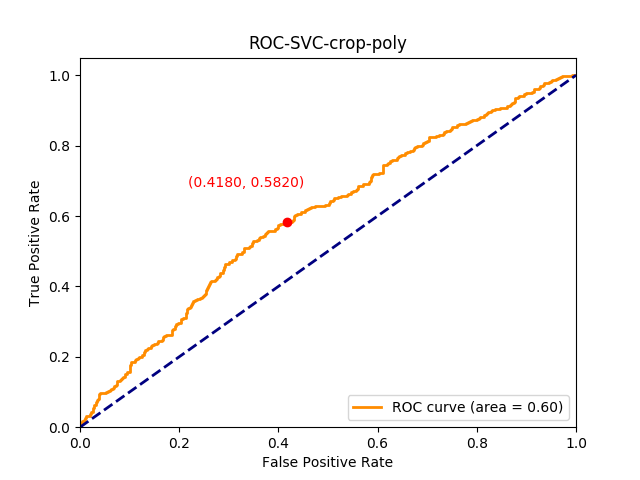 ROC-SVC-crop-poly
1.0
0.8
0.6
0.4
0.2
0.0
True Positive Rate
(0.4180, 0.5820)
ROC curve (area = 0.60)
0.0 0.2 0.4 0.6 0.8 1.0
False Positive Rate